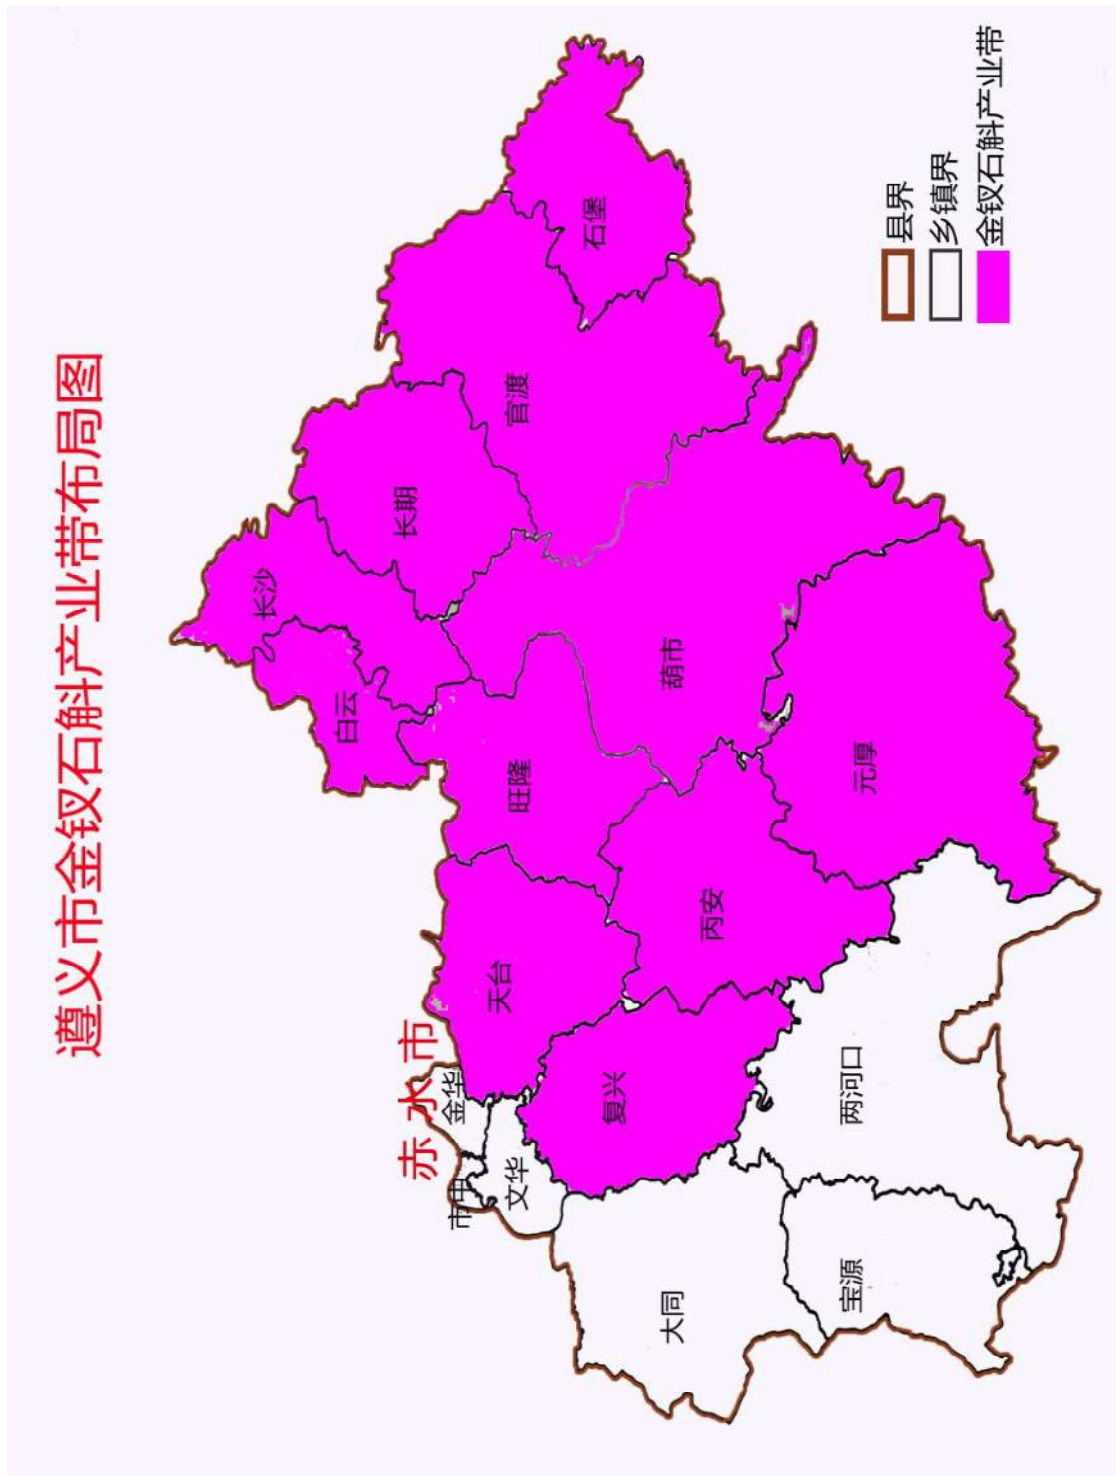 遵义市金钗石斛产业带布局图
赤水市
市中
金华
文华
天台
旺隆
白云
长沙
长期
官渡
石堡
复兴
丙安
葫市
元厚
大同
宝源
两河口
县界
乡镇界
金钗石斛产业带